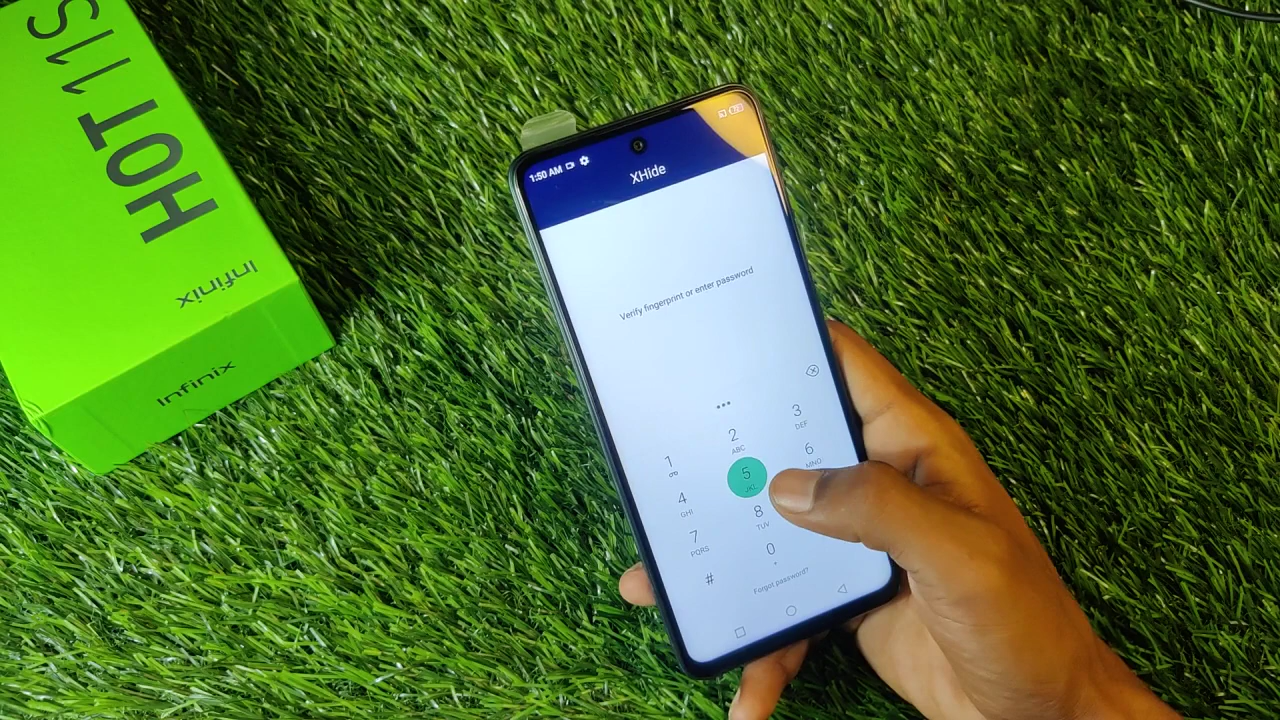 HOT 11S
Infinix
Infinix
1:50 AM
XHide
Verify fingerprint or enter password
1
2
ABC
3
DEF
4
GHI
5
JKL
6
MNO
7
PQRS
8
TUV
#
0
+
Forgot password?